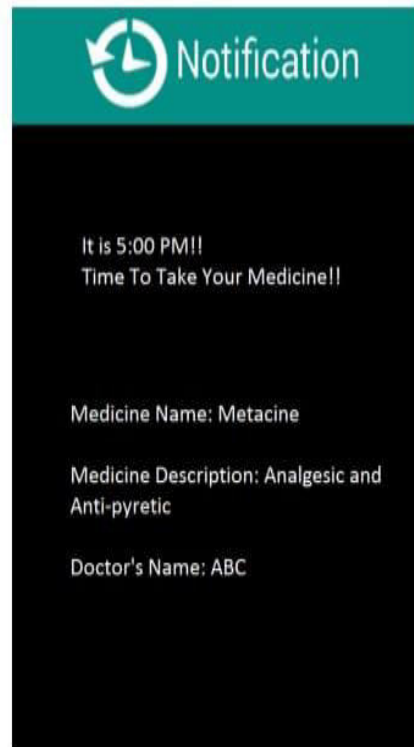 Notification
It is 5:00 PM!!
Time To Take Your Medicine!!
Medicine Name: Metacine
Medicine Description: Analgesic and
Anti-pyretic
Doctor's Name: ABC